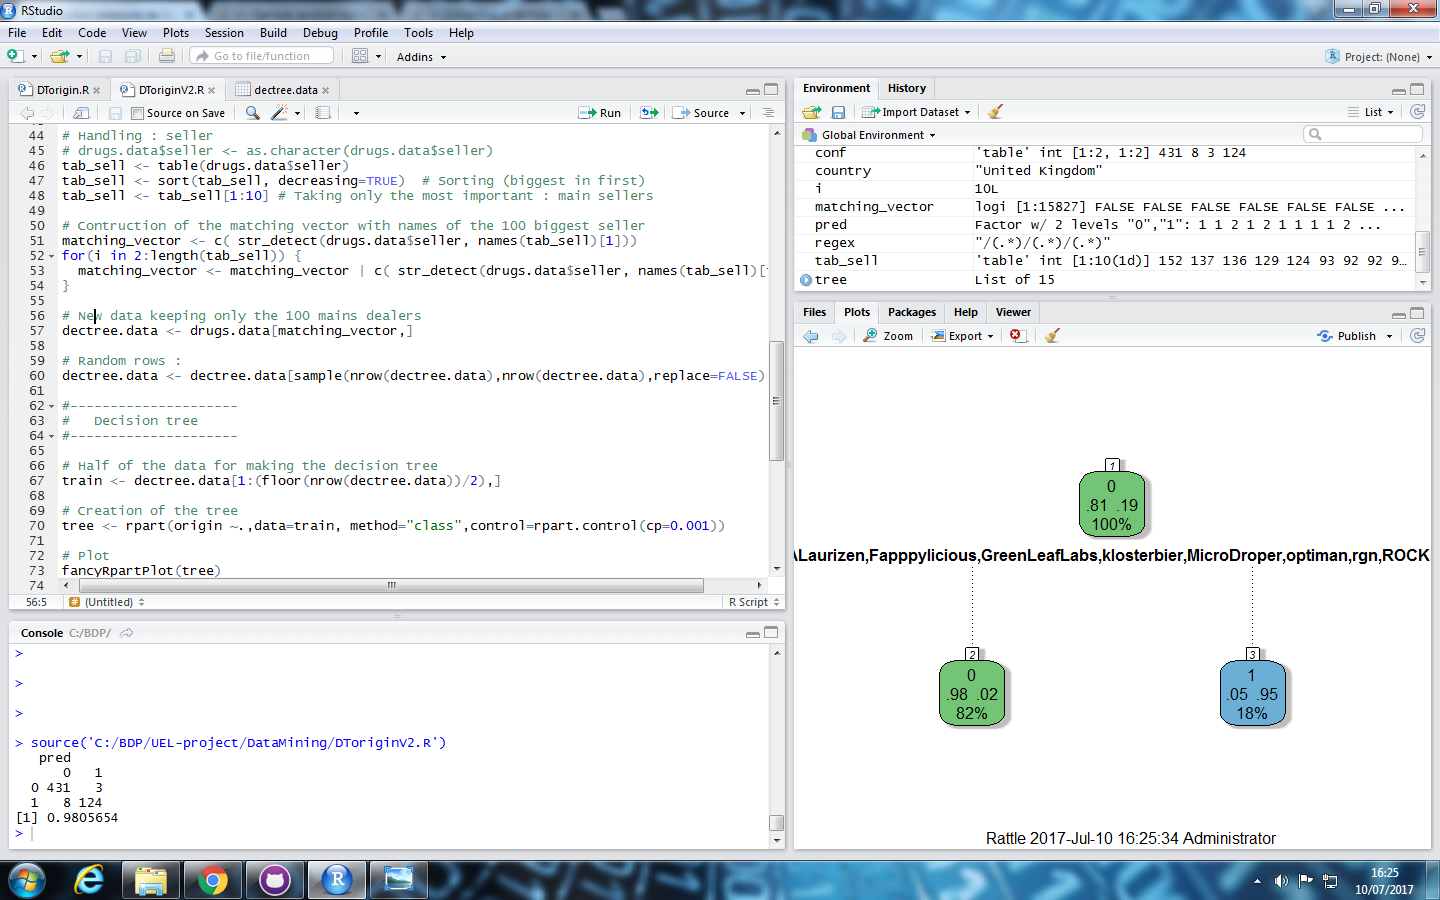 RStudio
File Edit Code View Plots Session Build Debug Profile Tools Help
Go to file/function Addins Project: (None)
DTorigin.R DToriginV2.R dectree.data
Source on Save Run Source
44 # Handling : seller
45 # drugs.data$seller <- as.character(drugs.data$seller)
46 tab_sell <- table(drugs.data$seller)
47 tab_sell <- sort(tab_sell, decreasing=TRUE)  # Sorting (biggest in first)
48 tab_sell <- tab_sell[1:10] # Taking only the most important : main sellers
49
50 # Contruction of the matching vector with names of the 100 biggest seller
51 matching_vector <- c( str_detect(drugs.data$seller, names(tab_sell)[1]))
52 for(i in 2:length(tab_sell)) {
53   matching_vector <- matching_vector | c( str_detect(drugs.data$seller, names(tab_sell)[
54 }
55
56 # New data keeping only the 100 mains dealers
57 dectree.data <- drugs.data[matching_vector,]
58
59 # Random rows :
60 dectree.data <- dectree.data[sample(nrow(dectree.data),nrow(dectree.data),replace=FALSE)
61
62 #---------------------
63 #   Decision tree
64 #---------------------
65
66 # Half of the data for making the decision tree
67 train <- dectree.data[1:(floor(nrow(dectree.data))/2),]
68
69 # Creation of the tree
70 tree <- rpart(origin ~.,data=train, method="class",control=rpart.control(cp=0.001))
71
72 # Plot
73 fancyRpartPlot(tree)
74
56:5 # (Untitled) R Script
Console C:/BDP/
>
>
>
> source('C:/BDP/UEL-project/DataMining/DToriginV2.R')
pred
0 1
0 431 3
1 8 124
[1] 0.9805654
>
Environment History
Import Dataset List
Global Environment
conf 'table' int [1:2, 1:2] 431 8 3 124
country "United Kingdom"
i 10L
matching_vector logi [1:15827] FALSE FALSE FALSE FALSE FALSE FALSE ...
pred Factor w/ 2 levels "0","1": 1 1 2 1 2 1 1 1 1 2 ...
regex "/(.*)/(.*)/(.*)"
tab_sell 'table' int [1:10(1d)] 152 137 136 129 124 93 92 92 9...
tree List of 15
Files Plots Packages Help Viewer
Zoom Export Publish
1
0
.81 .19
100%
ALaurizen,Fapppylicious,GreenLeafLabs,klosterbier,MicroDroper,optiman,rgn,ROCK
2
0
.98 .02
82%
3
1
.05 .95
18%
Rattle 2017-Jul-10 16:25:34 Administrator
16:25
10/07/2017